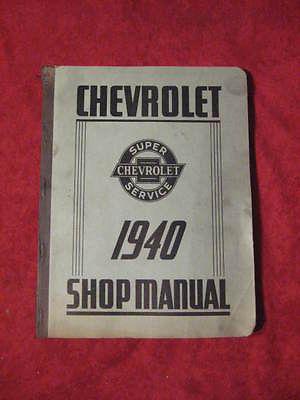 CHEVROLET
SUPER
CHEVROLET
SERVICE
1940
SHOP MANUAL